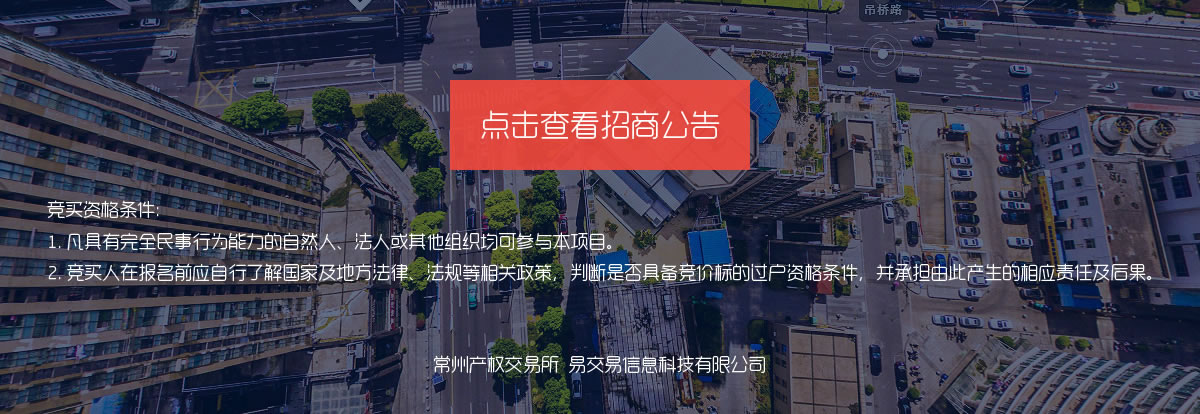 吊桥路
点击查看招商公告
竞买资格条件:
1. 凡具有完全民事行为能力的自然人、法人或其他组织均可参与本项目。
2. 竞买人在报名前应自行了解国家及地方法律、法规等相关政策，判断是否具备竞价标的过户资格条件，并承担由此产生的相应责任及后果。
常州产权交易所 易交易信息科技有限公司